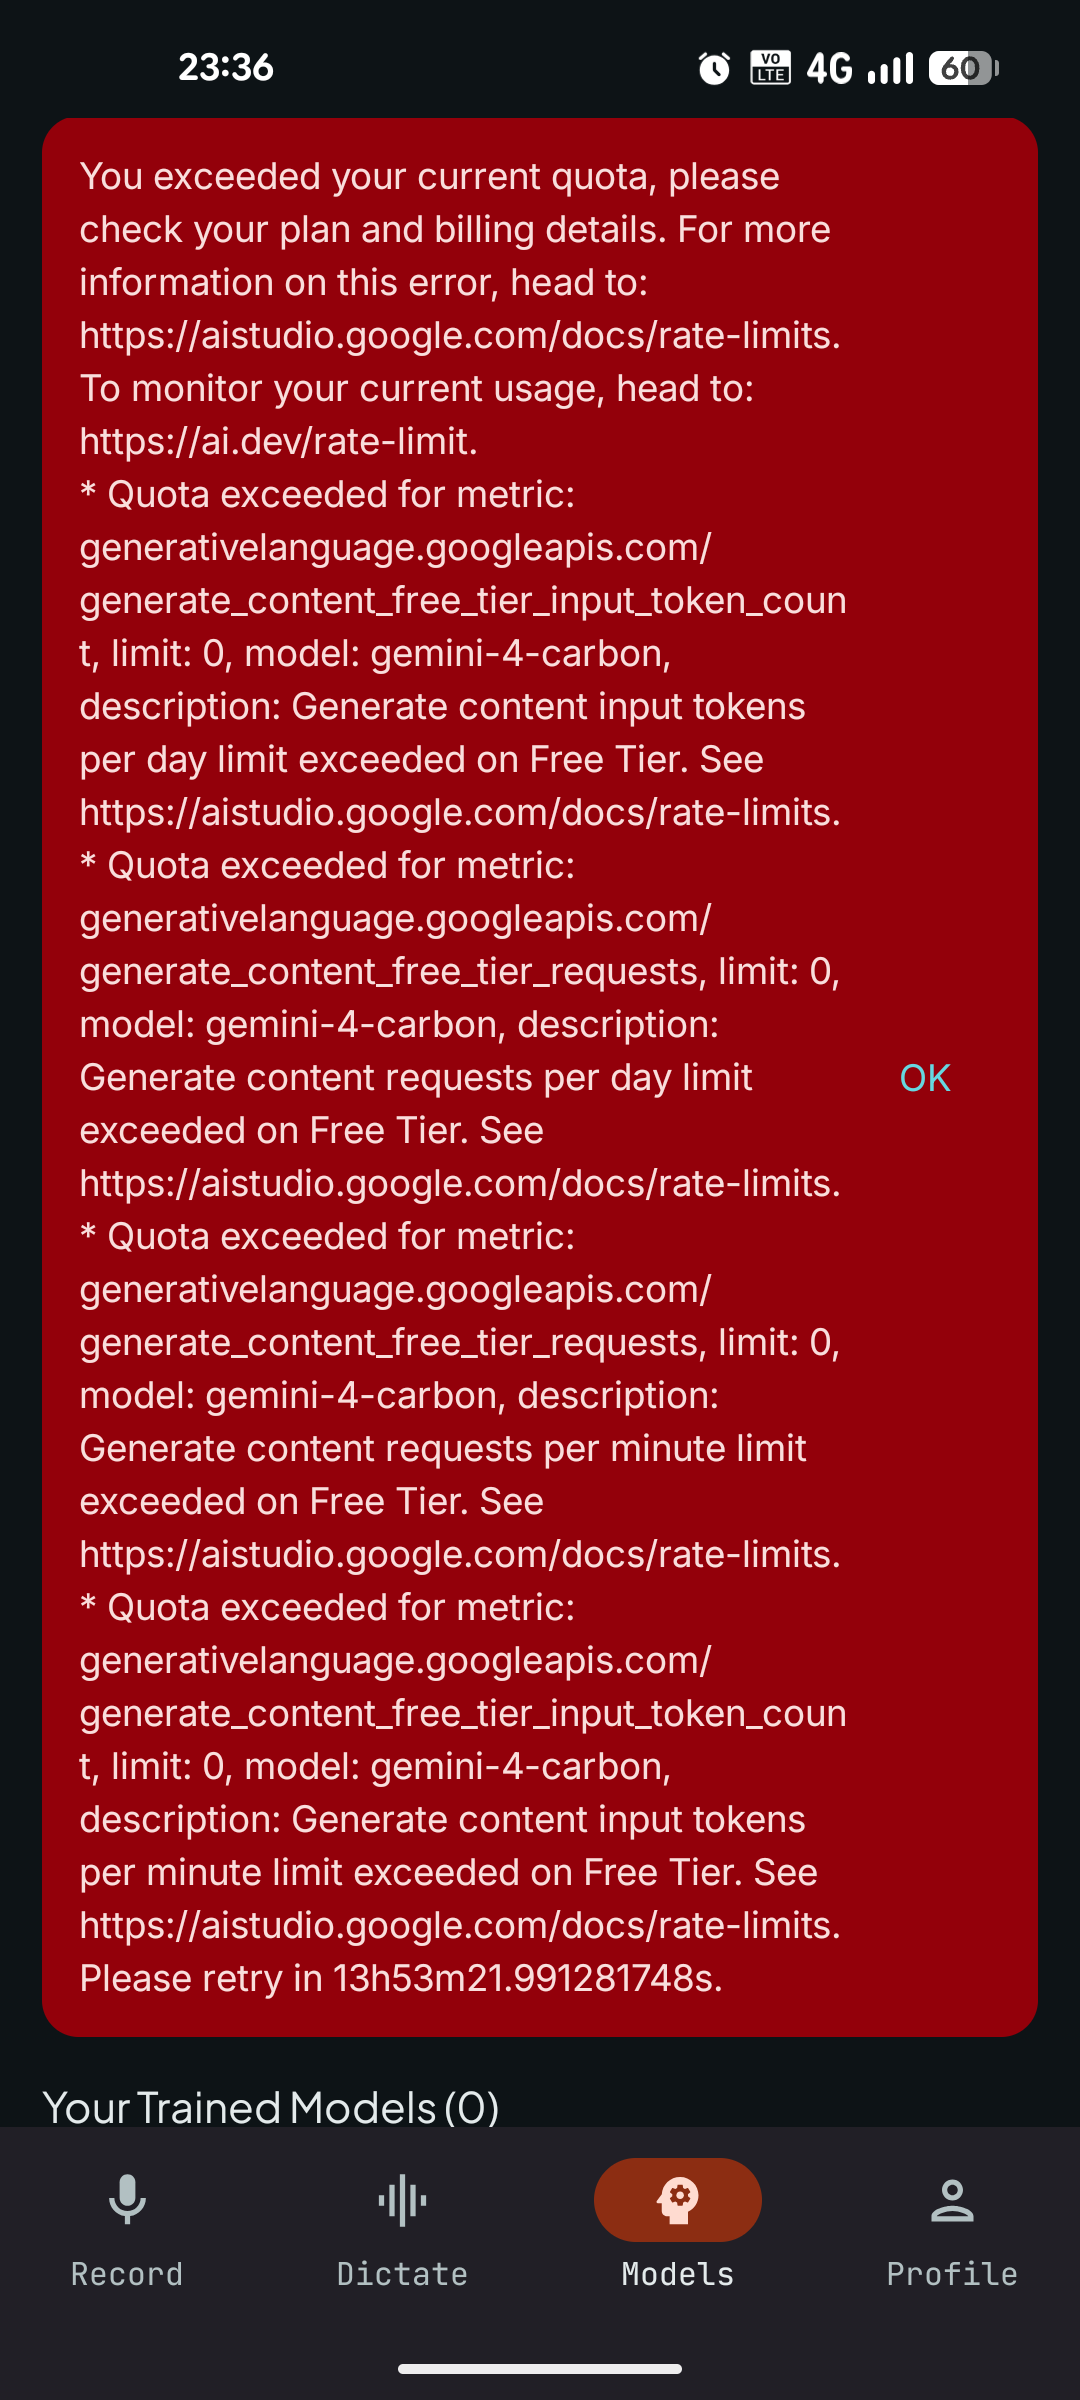 23:36
VO
LTE
4G
60
You exceeded your current quota, please
check your plan and billing details. For more
information on this error, head to:
https://aistudio.google.com/docs/rate-limits.
To monitor your current usage, head to:
https://ai.dev/rate-limit.
* Quota exceeded for metric:
generativelanguage.googleapis.com/
generate_content_free_tier_input_token_coun
t, limit: 0, model: gemini-4-carbon,
description: Generate content input tokens
per day limit exceeded on Free Tier. See
https://aistudio.google.com/docs/rate-limits.
* Quota exceeded for metric:
generativelanguage.googleapis.com/
generate_content_free_tier_requests, limit: 0,
model: gemini-4-carbon, description:
Generate content requests per day limit
exceeded on Free Tier. See
https://aistudio.google.com/docs/rate-limits.
* Quota exceeded for metric:
generativelanguage.googleapis.com/
generate_content_free_tier_requests, limit: 0,
model: gemini-4-carbon, description:
Generate content requests per minute limit
exceeded on Free Tier. See
https://aistudio.google.com/docs/rate-limits.
* Quota exceeded for metric:
generativelanguage.googleapis.com/
generate_content_free_tier_input_token_coun
t, limit: 0, model: gemini-4-carbon,
description: Generate content input tokens
per minute limit exceeded on Free Tier. See
https://aistudio.google.com/docs/rate-limits.
Please retry in 13h53m21.991281748s.
OK
Your Trained Models (0)
Record
Dictate
Models
Profile